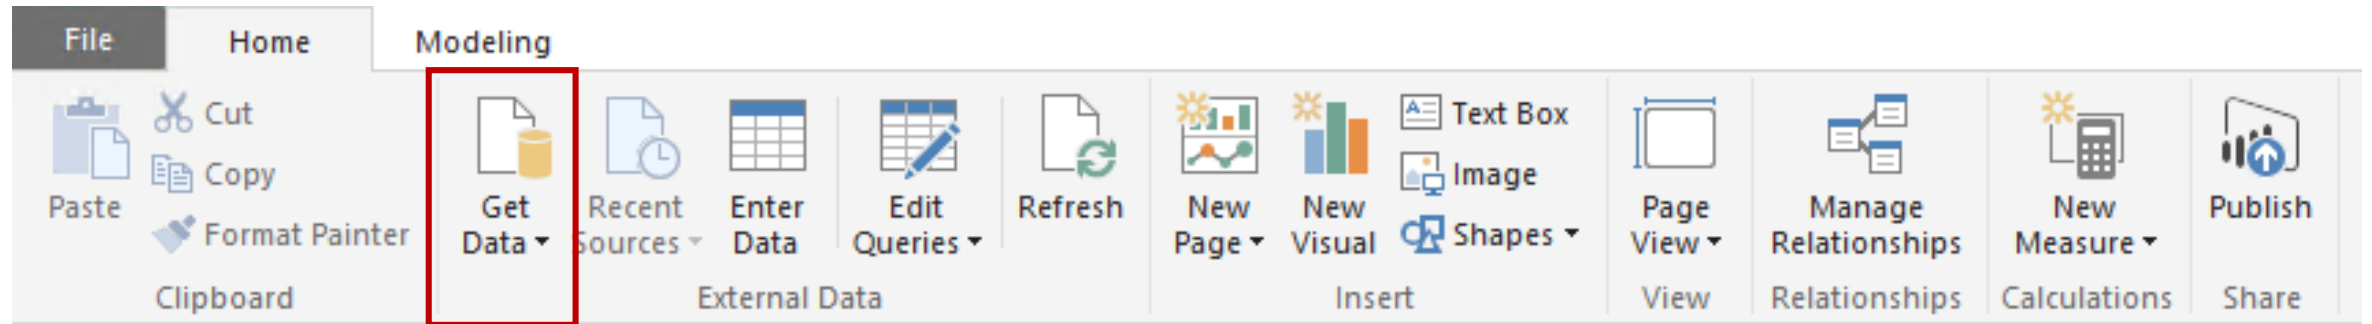 File
Home
Modeling
Paste
Cut
Copy
Format Painter
Clipboard
Get
Data
Recent
Sources
Enter
Data
Edit
Queries
Refresh
External Data
New
Page
New
Visual
Text Box
Image
Shapes
Insert
Page
View
View
Manage
Relationships
Relationships
New
Measure
Calculations
Publish
Share